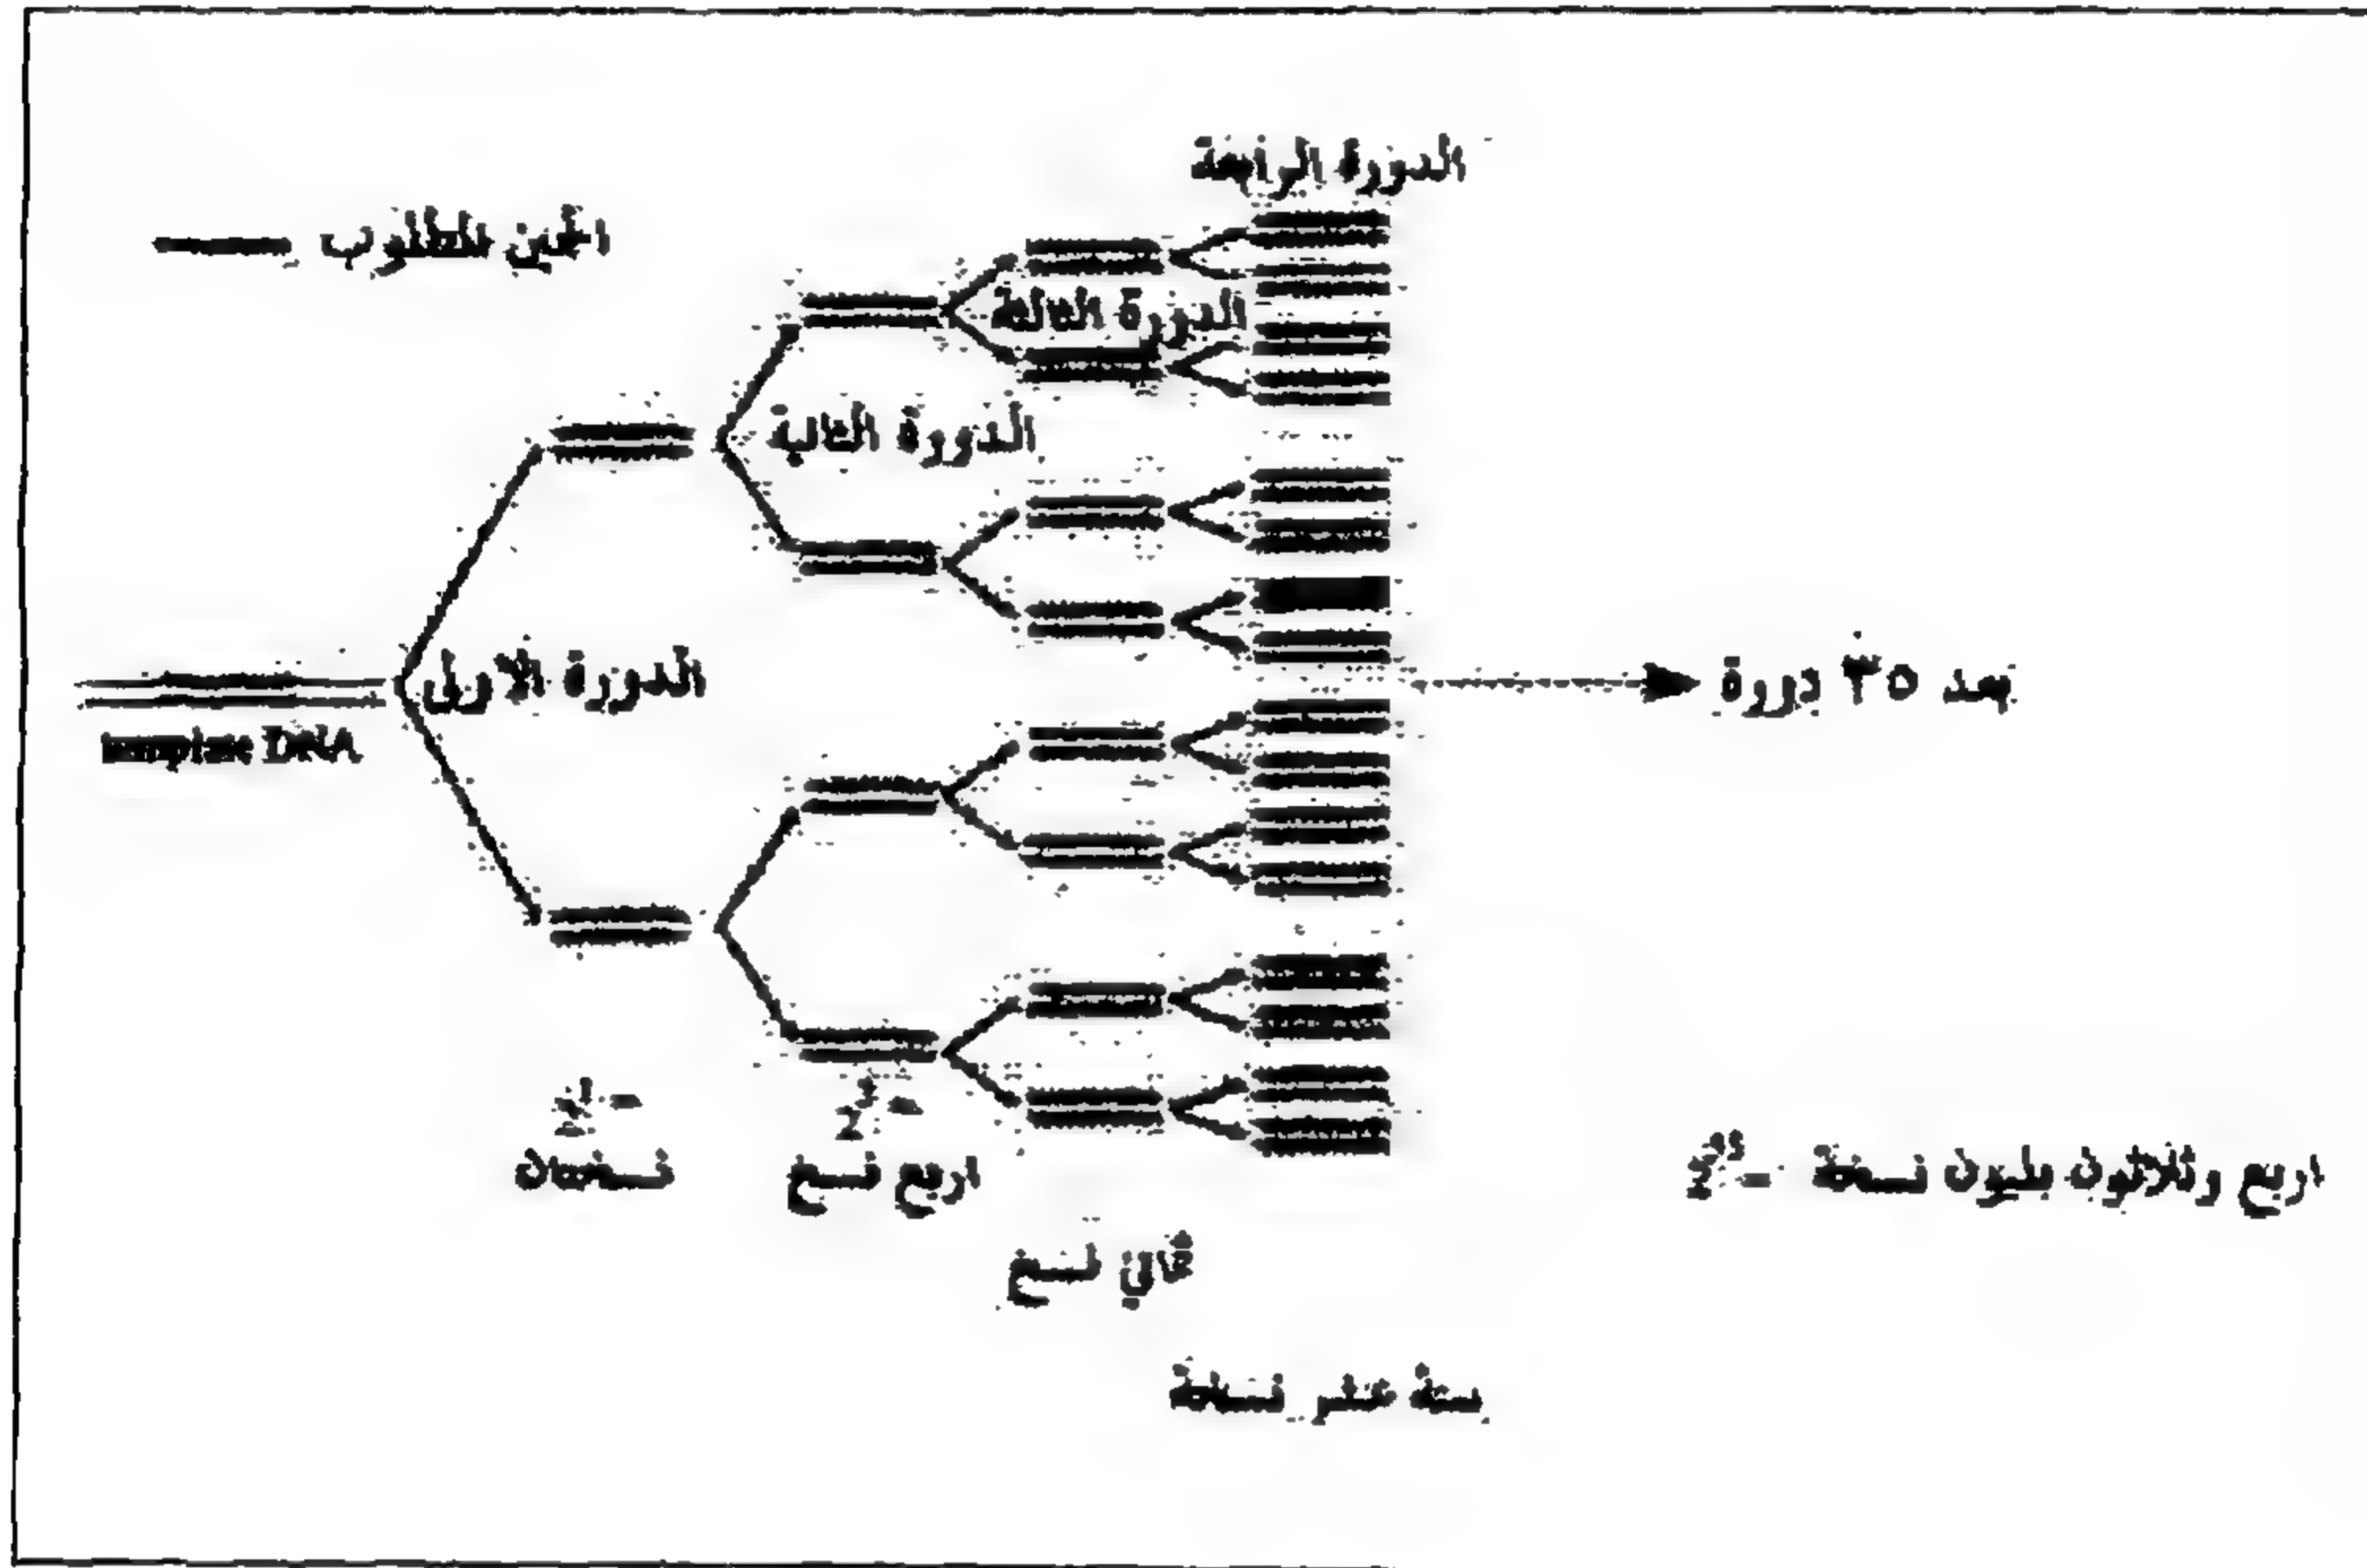 الدورة الرابعة
الجين المطلوب
الدورة الثالثة
الدورة الثانية
الدورة الاولى
بعد ٣٥ دورة
template DNA
نسختان
اربع نسخ
اربع وثلاثون بليون نسخة
ثماني نسخ
ستة عشر نسخة